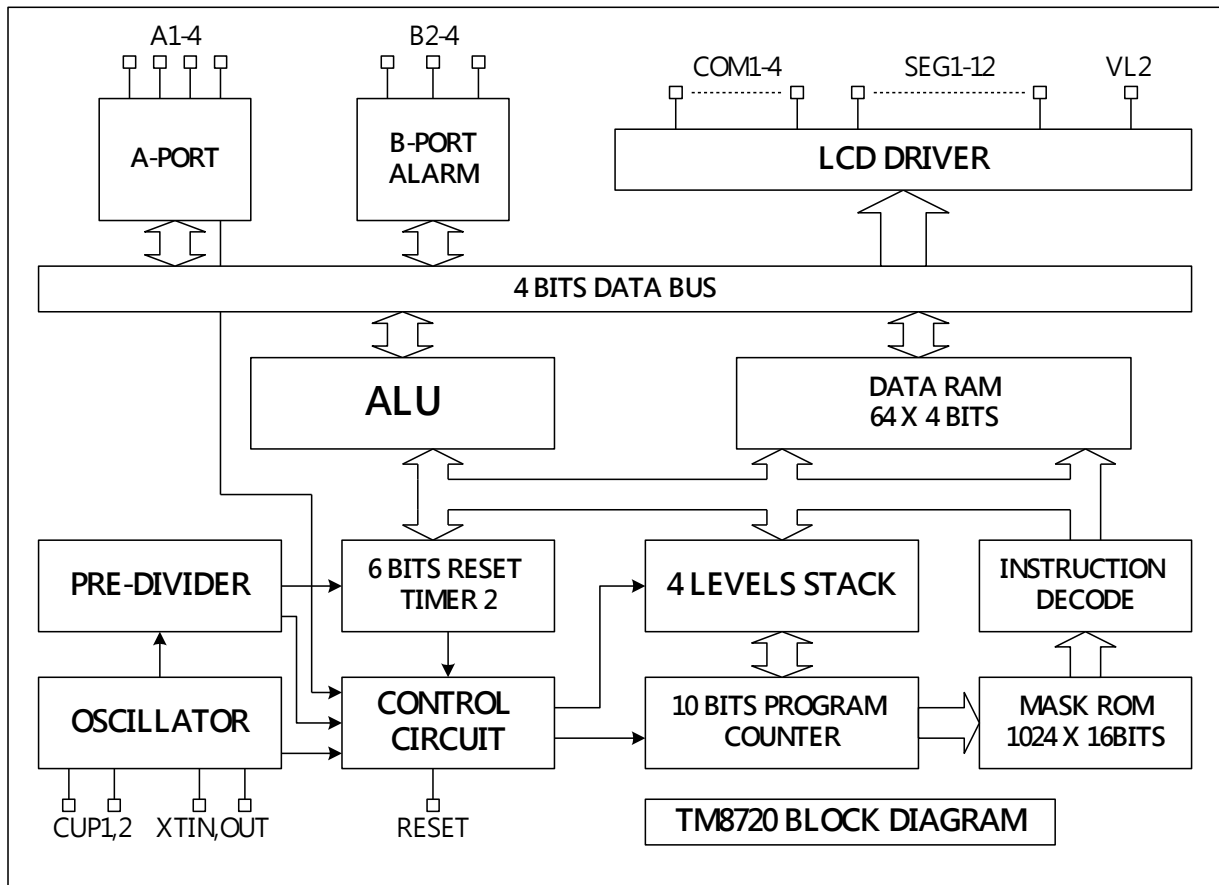 A1-4
B2-4
COM1-4
SEG1-12
VL2
A-PORT
B-PORT
ALARM
LCD DRIVER
4 BITS DATA BUS
ALU
DATA RAM
64 X 4 BITS
PRE-DIVIDER
6 BITS RESET
TIMER 2
4 LEVELS STACK
INSTRUCTION
DECODE
OSCILLATOR
CONTROL
CIRCUIT
10 BITS PROGRAM
COUNTER
MASK ROM
1024 X 16BITS
CUP1,2
XTIN,OUT
RESET
TM8720 BLOCK DIAGRAM